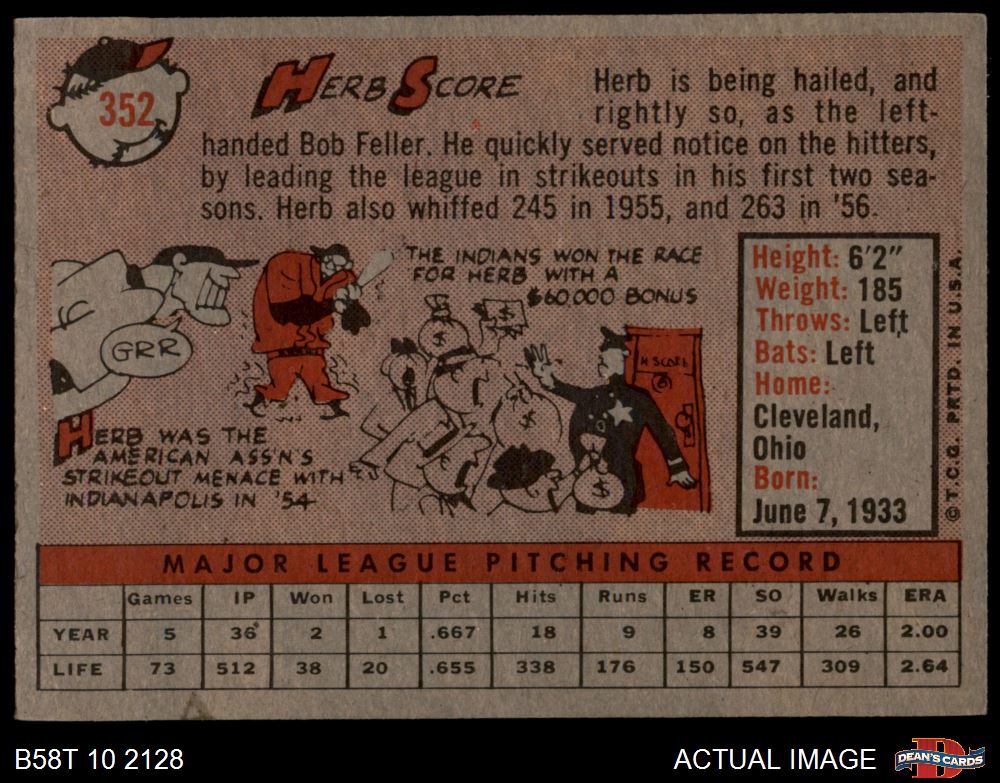 352
HERB SCORE
Herb is being hailed, and
rightly so, as the left-
handed Bob Feller. He quickly served notice on the hitters,
by leading the league in strikeouts in his first two sea-
sons. Herb also whiffed 245 in 1955, and 263 in '56.
GRR
HERB WAS THE
AMERICAN ASS'N'S
STRIKEOUT MENACE WITH
INDIANAPOLIS IN '54
THE INDIANS WON THE RACE
FOR HERB WITH A
$60,000 BONUS
$
$
$
$
H SCORE
Height: 6'2"
Weight: 185
Throws: Left
Bats: Left
Home:
Cleveland,
Ohio
Born:
June 7, 1933
© T.C.G. PRTD. IN U.S.A.
MAJOR LEAGUE PITCHING RECORD
Games IP Won Lost Pct Hits Runs ER SO Walks ERA
YEAR 5 36 2 1 .667 18 9 8 39 26 2.00
LIFE 73 512 38 20 .655 338 176 150 547 309 2.64
B58T 10 2128
ACTUAL IMAGE
D
DEAN'S CARDS